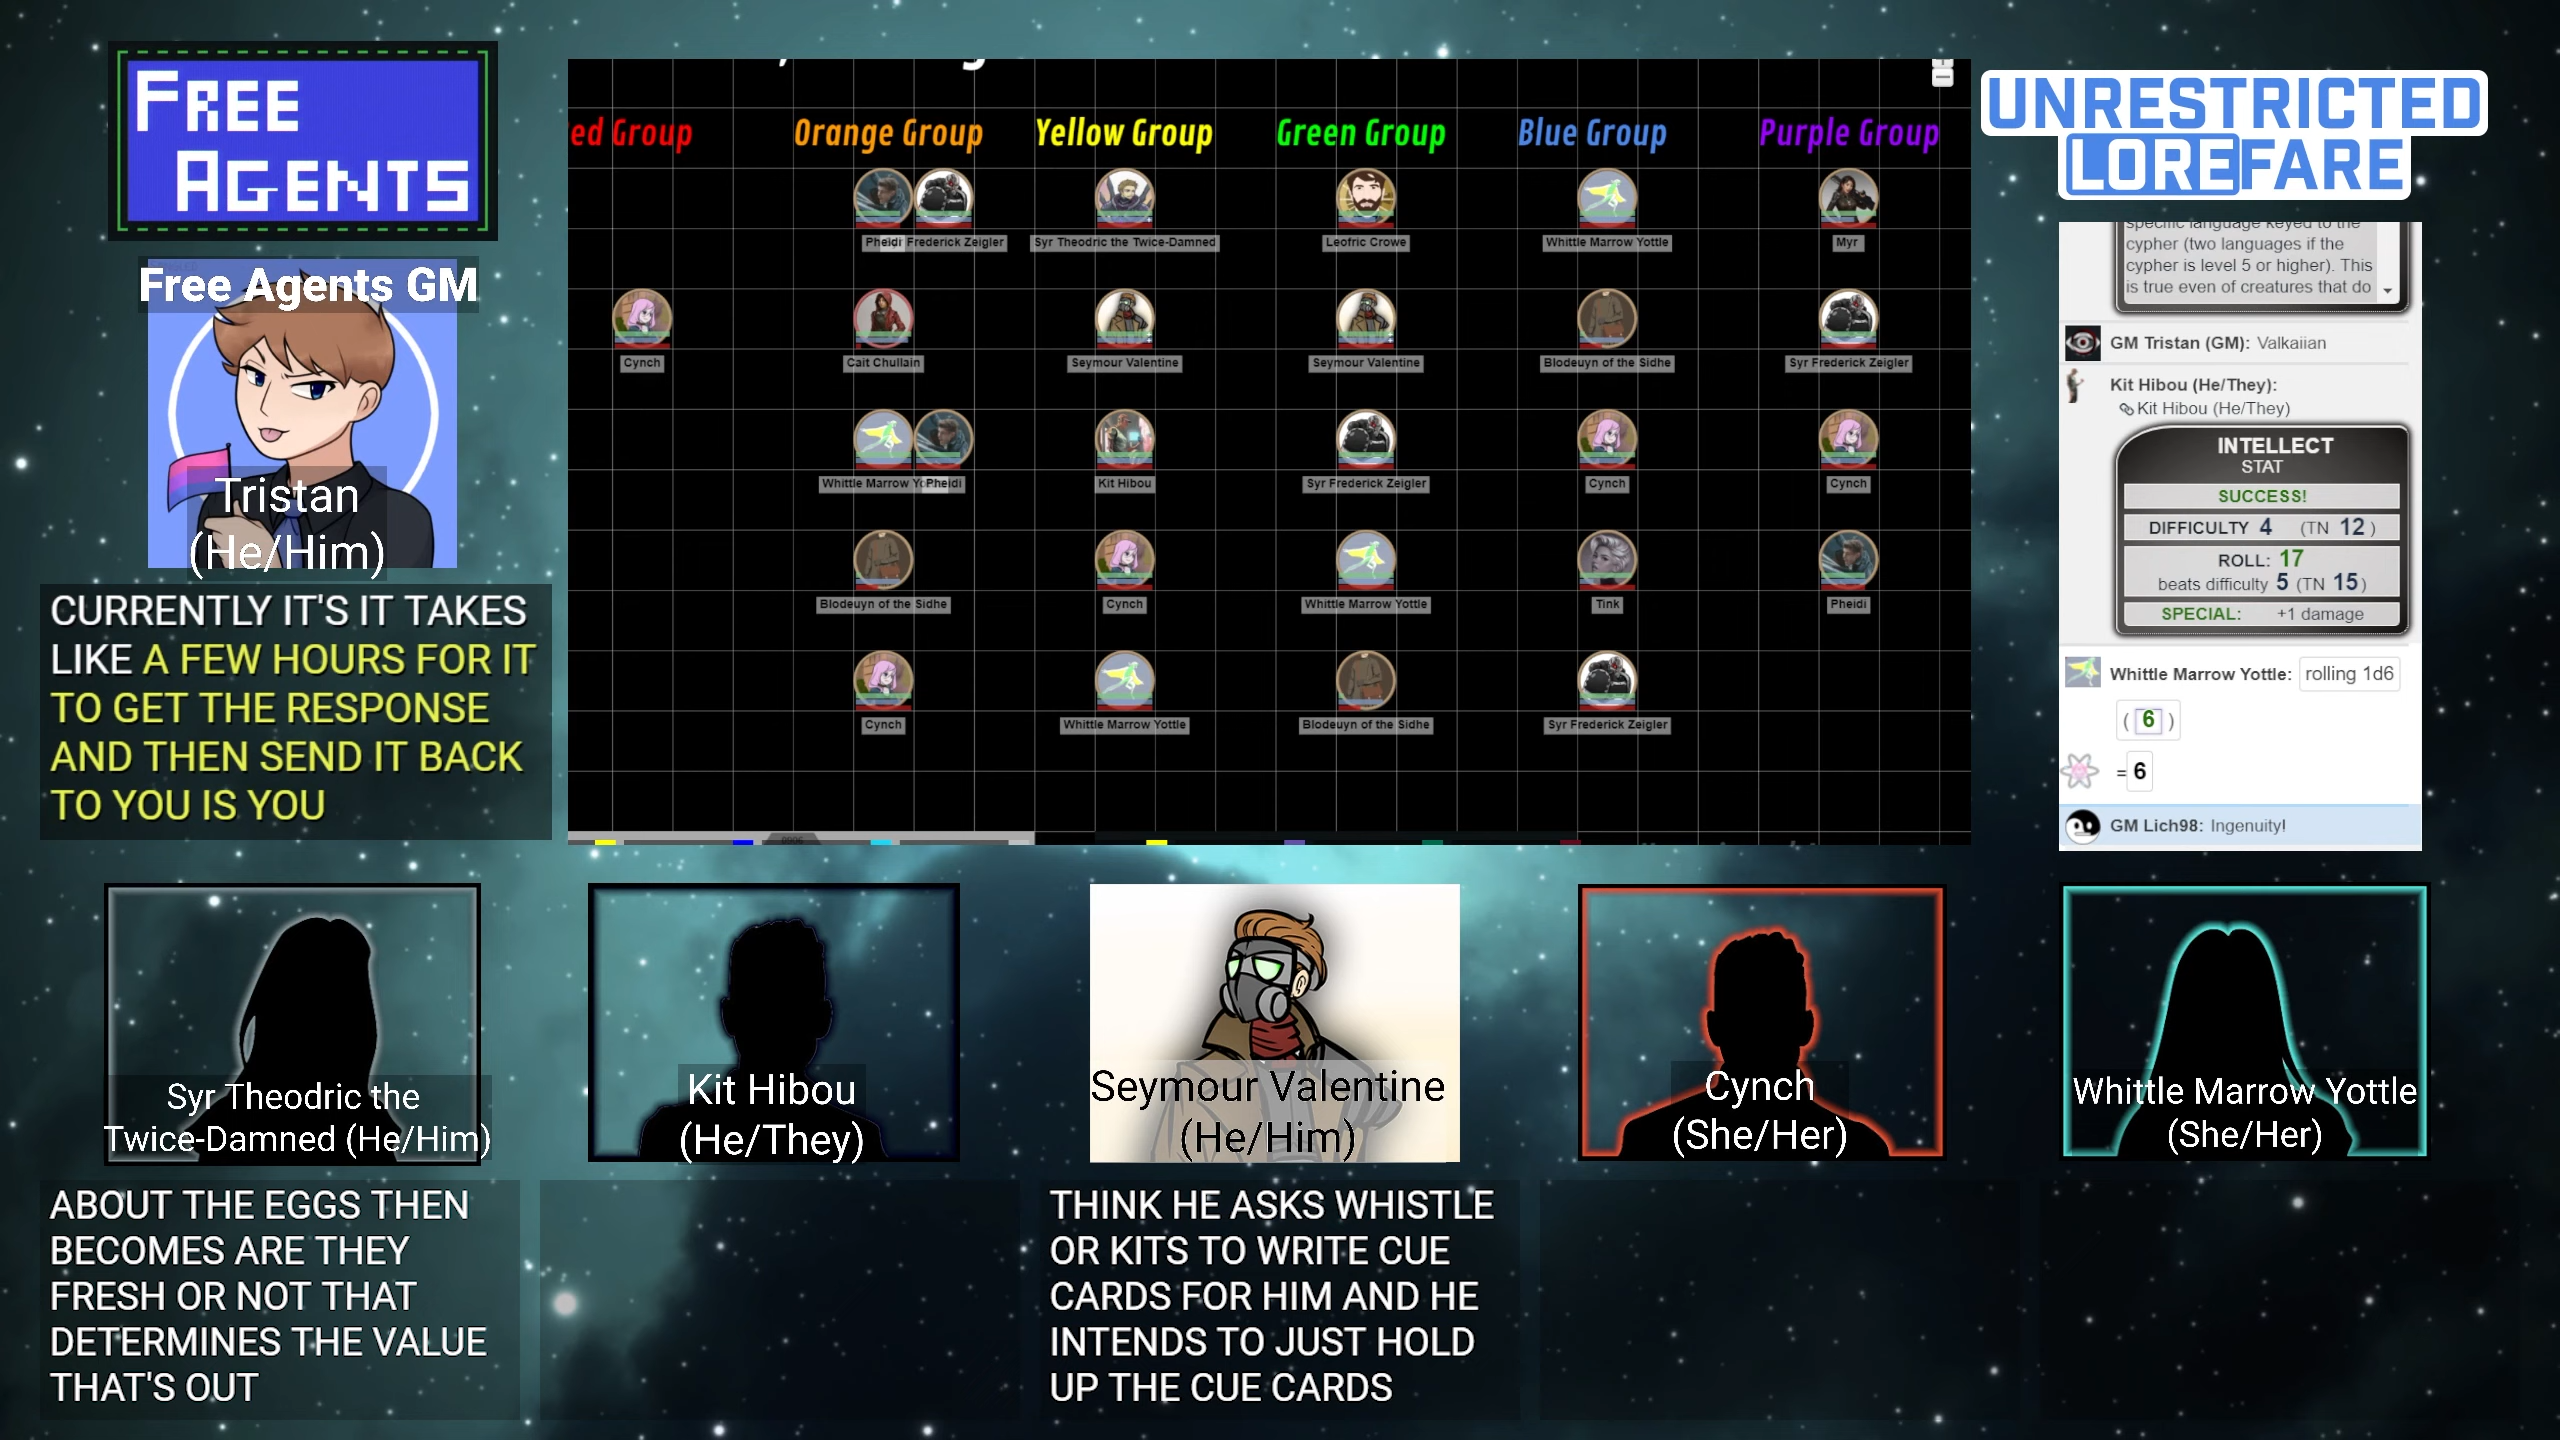 FREE
AGENTS
Free Agents GM
Tristan
(He/Him)
CURRENTLY IT'S IT TAKES
LIKE A FEW HOURS FOR IT
TO GET THE RESPONSE
AND THEN SEND IT BACK
TO YOU IS YOU
ed Group
Orange Group
Yellow Group
Green Group
Blue Group
Purple Group
Pheidi
Frederick Zeigler
Syr Theodric the Twice-Damned
Leofric Crowe
Whittle Marrow Yottle
Myr
Cynch
Cait Chullain
Seymour Valentine
Seymour Valentine
Blodeuyn of the Sidhe
Syr Frederick Zeigler
Whittle Marrow Yo
Pheidi
Kit Hibou
Syr Frederick Zeigler
Cynch
Cynch
Blodeuyn of the Sidhe
Cynch
Whittle Marrow Yottle
Tink
Pheidi
Cynch
Whittle Marrow Yottle
Blodeuyn of the Sidhe
Syr Frederick Zeigler
UNRESTRICTED
LOREFARE
specific language keyed to the
cypher (two languages if the
cypher is level 5 or higher). This
is true even of creatures that do
GM Tristan (GM): Valkaiian
Kit Hibou (He/They):
Kit Hibou (He/They)
INTELLECT
STAT
SUCCESS!
DIFFICULTY 4 (TN 12 )
ROLL: 17
beats difficulty 5 (TN 15)
SPECIAL: +1 damage
Whittle Marrow Yottle: rolling 1d6
( 6 )
= 6
GM Lich98: Ingenuity!
Syr Theodric the
Twice-Damned (He/Him)
Kit Hibou
(He/They)
Seymour Valentine
(He/Him)
Cynch
(She/Her)
Whittle Marrow Yottle
(She/Her)
ABOUT THE EGGS THEN
BECOMES ARE THEY
FRESH OR NOT THAT
DETERMINES THE VALUE
THAT'S OUT
THINK HE ASKS WHISTLE
OR KITS TO WRITE CUE
CARDS FOR HIM AND HE
INTENDS TO JUST HOLD
UP THE CUE CARDS